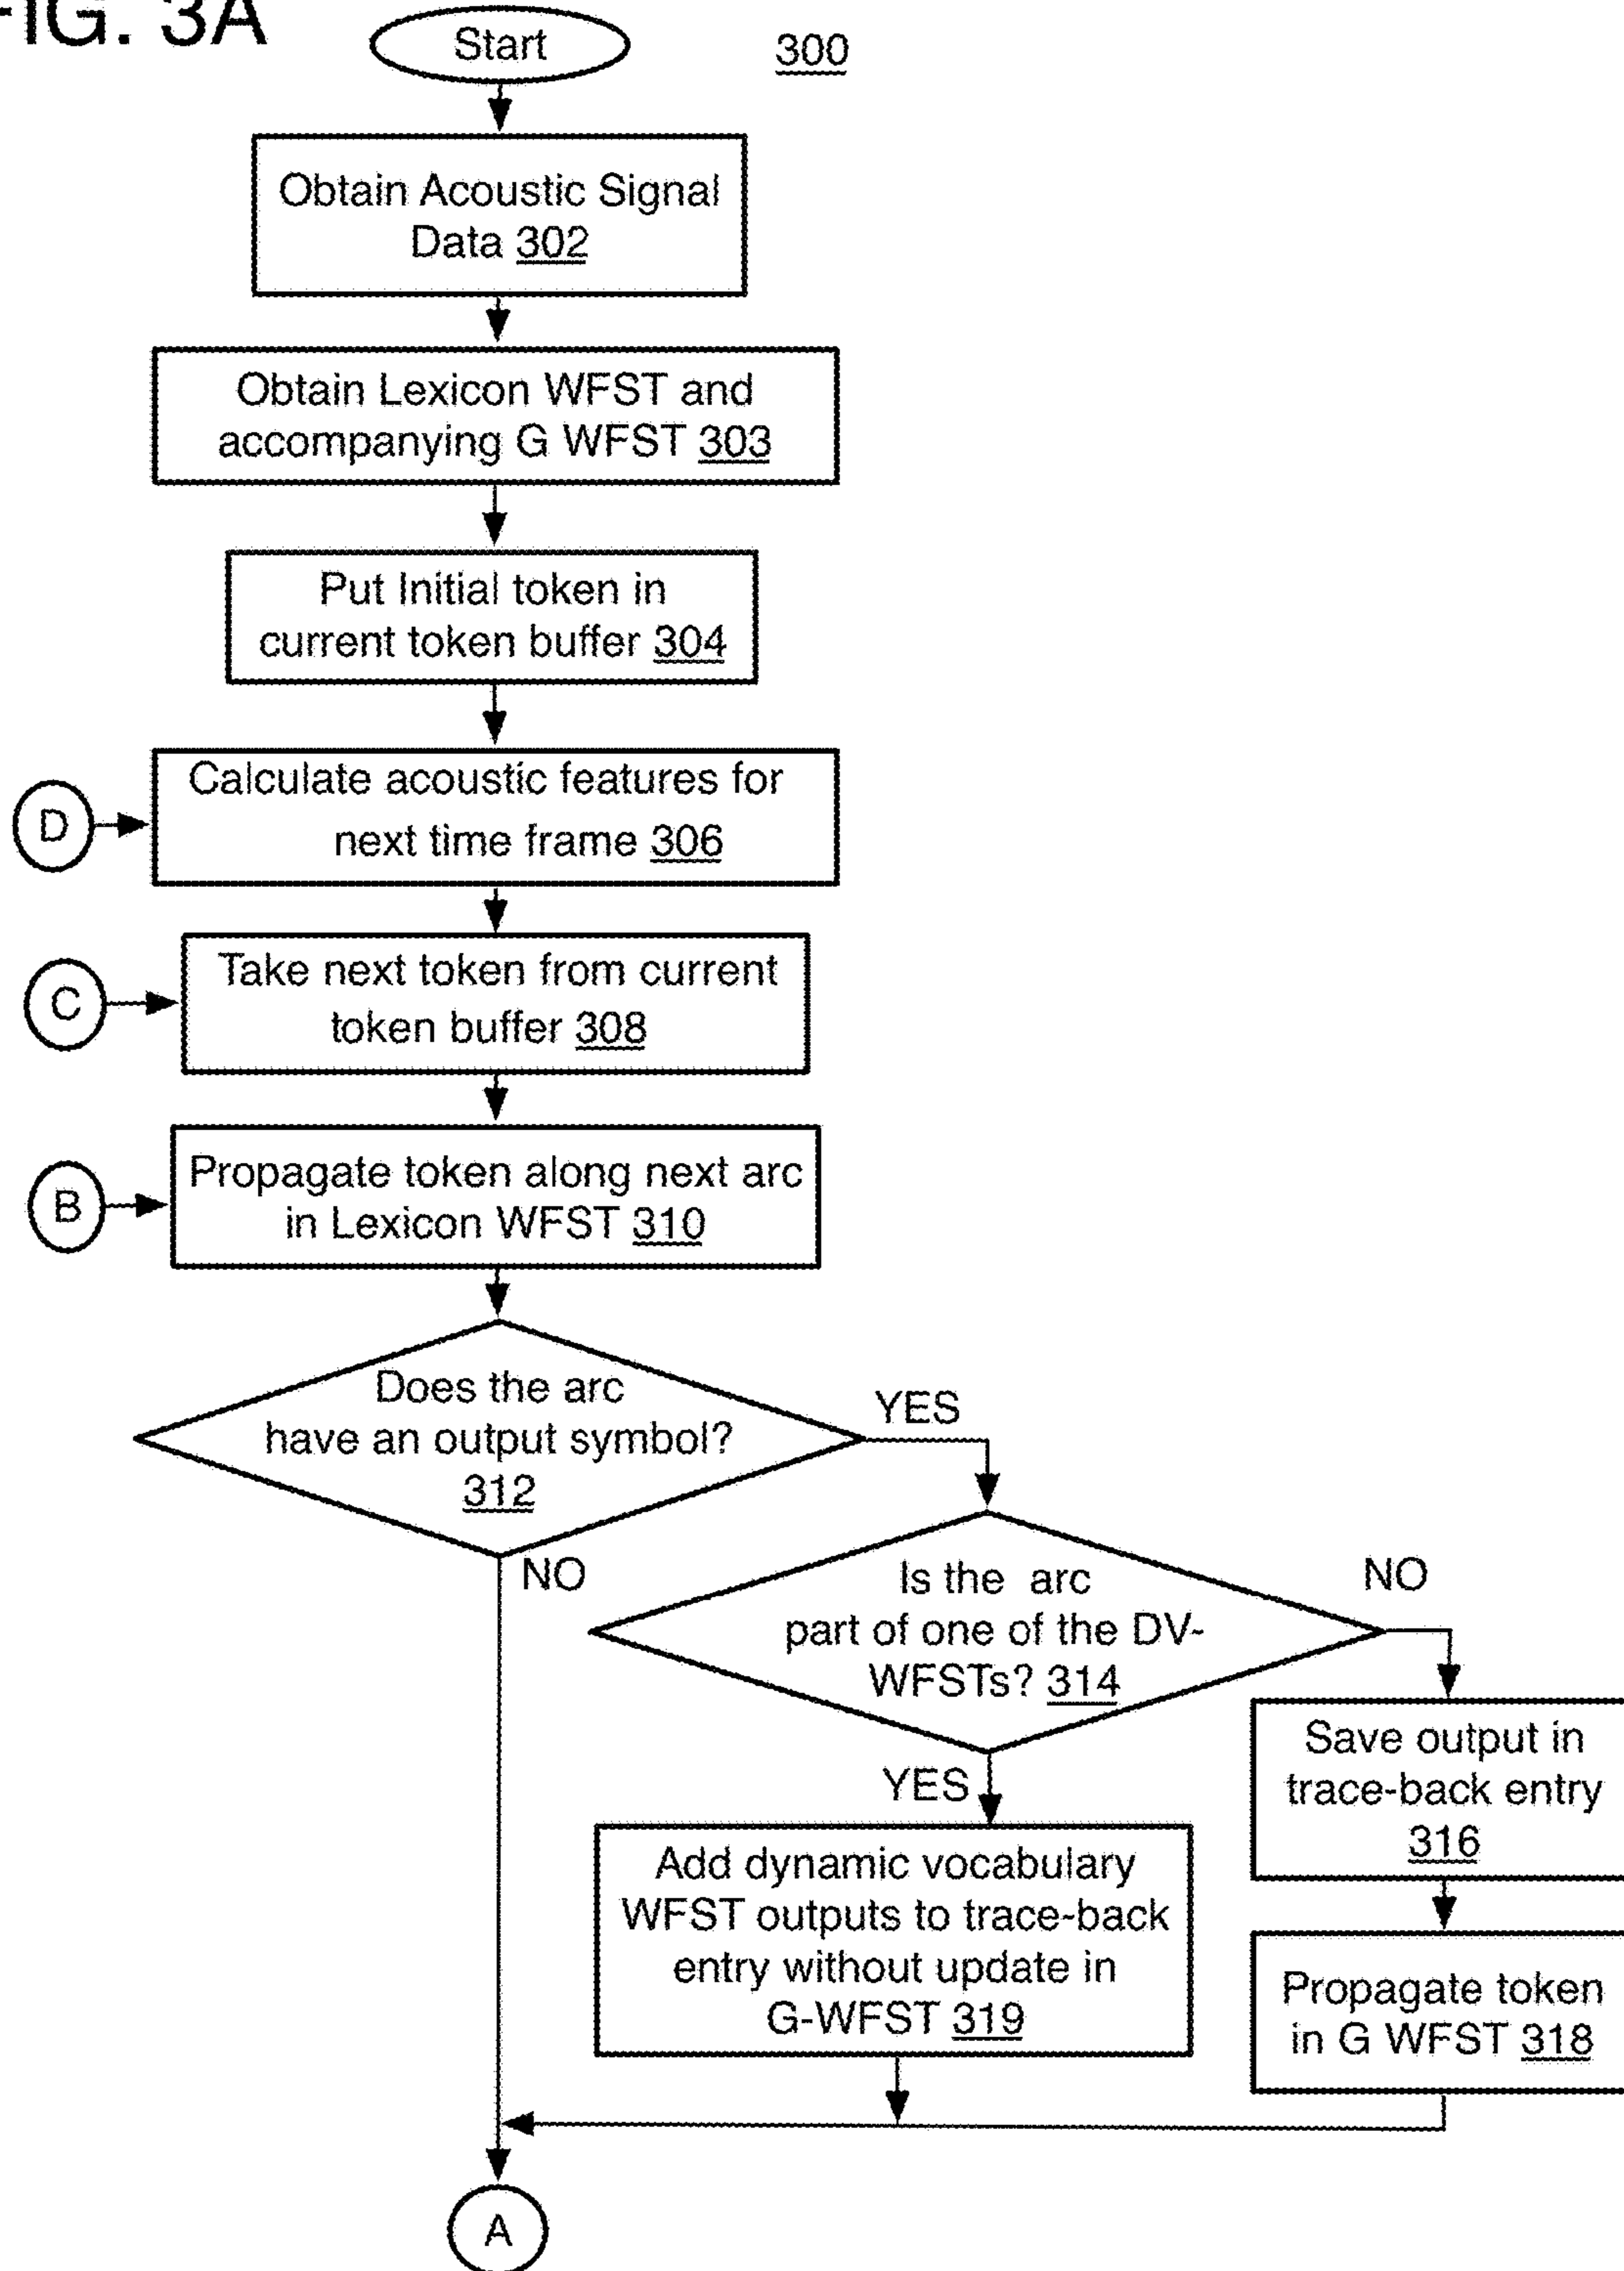 FIG. 3A
Start
300
Obtain Acoustic Signal
Data 302
Obtain Lexicon WFST and
accompanying G WFST 303
Put Initial token in
current token buffer 304
Calculate acoustic features for
next time frame 306
D
Take next token from current
token buffer 308
C
Propagate token along next arc
in Lexicon WFST 310
B
Does the arc
have an output symbol?
312
YES
NO
Is the arc
part of one of the DV-
WFSTs? 314
NO
YES
Save output in
trace-back entry
316
Add dynamic vocabulary
WFST outputs to trace-back
entry without update in
G-WFST 319
Propagate token
in G WFST 318
A